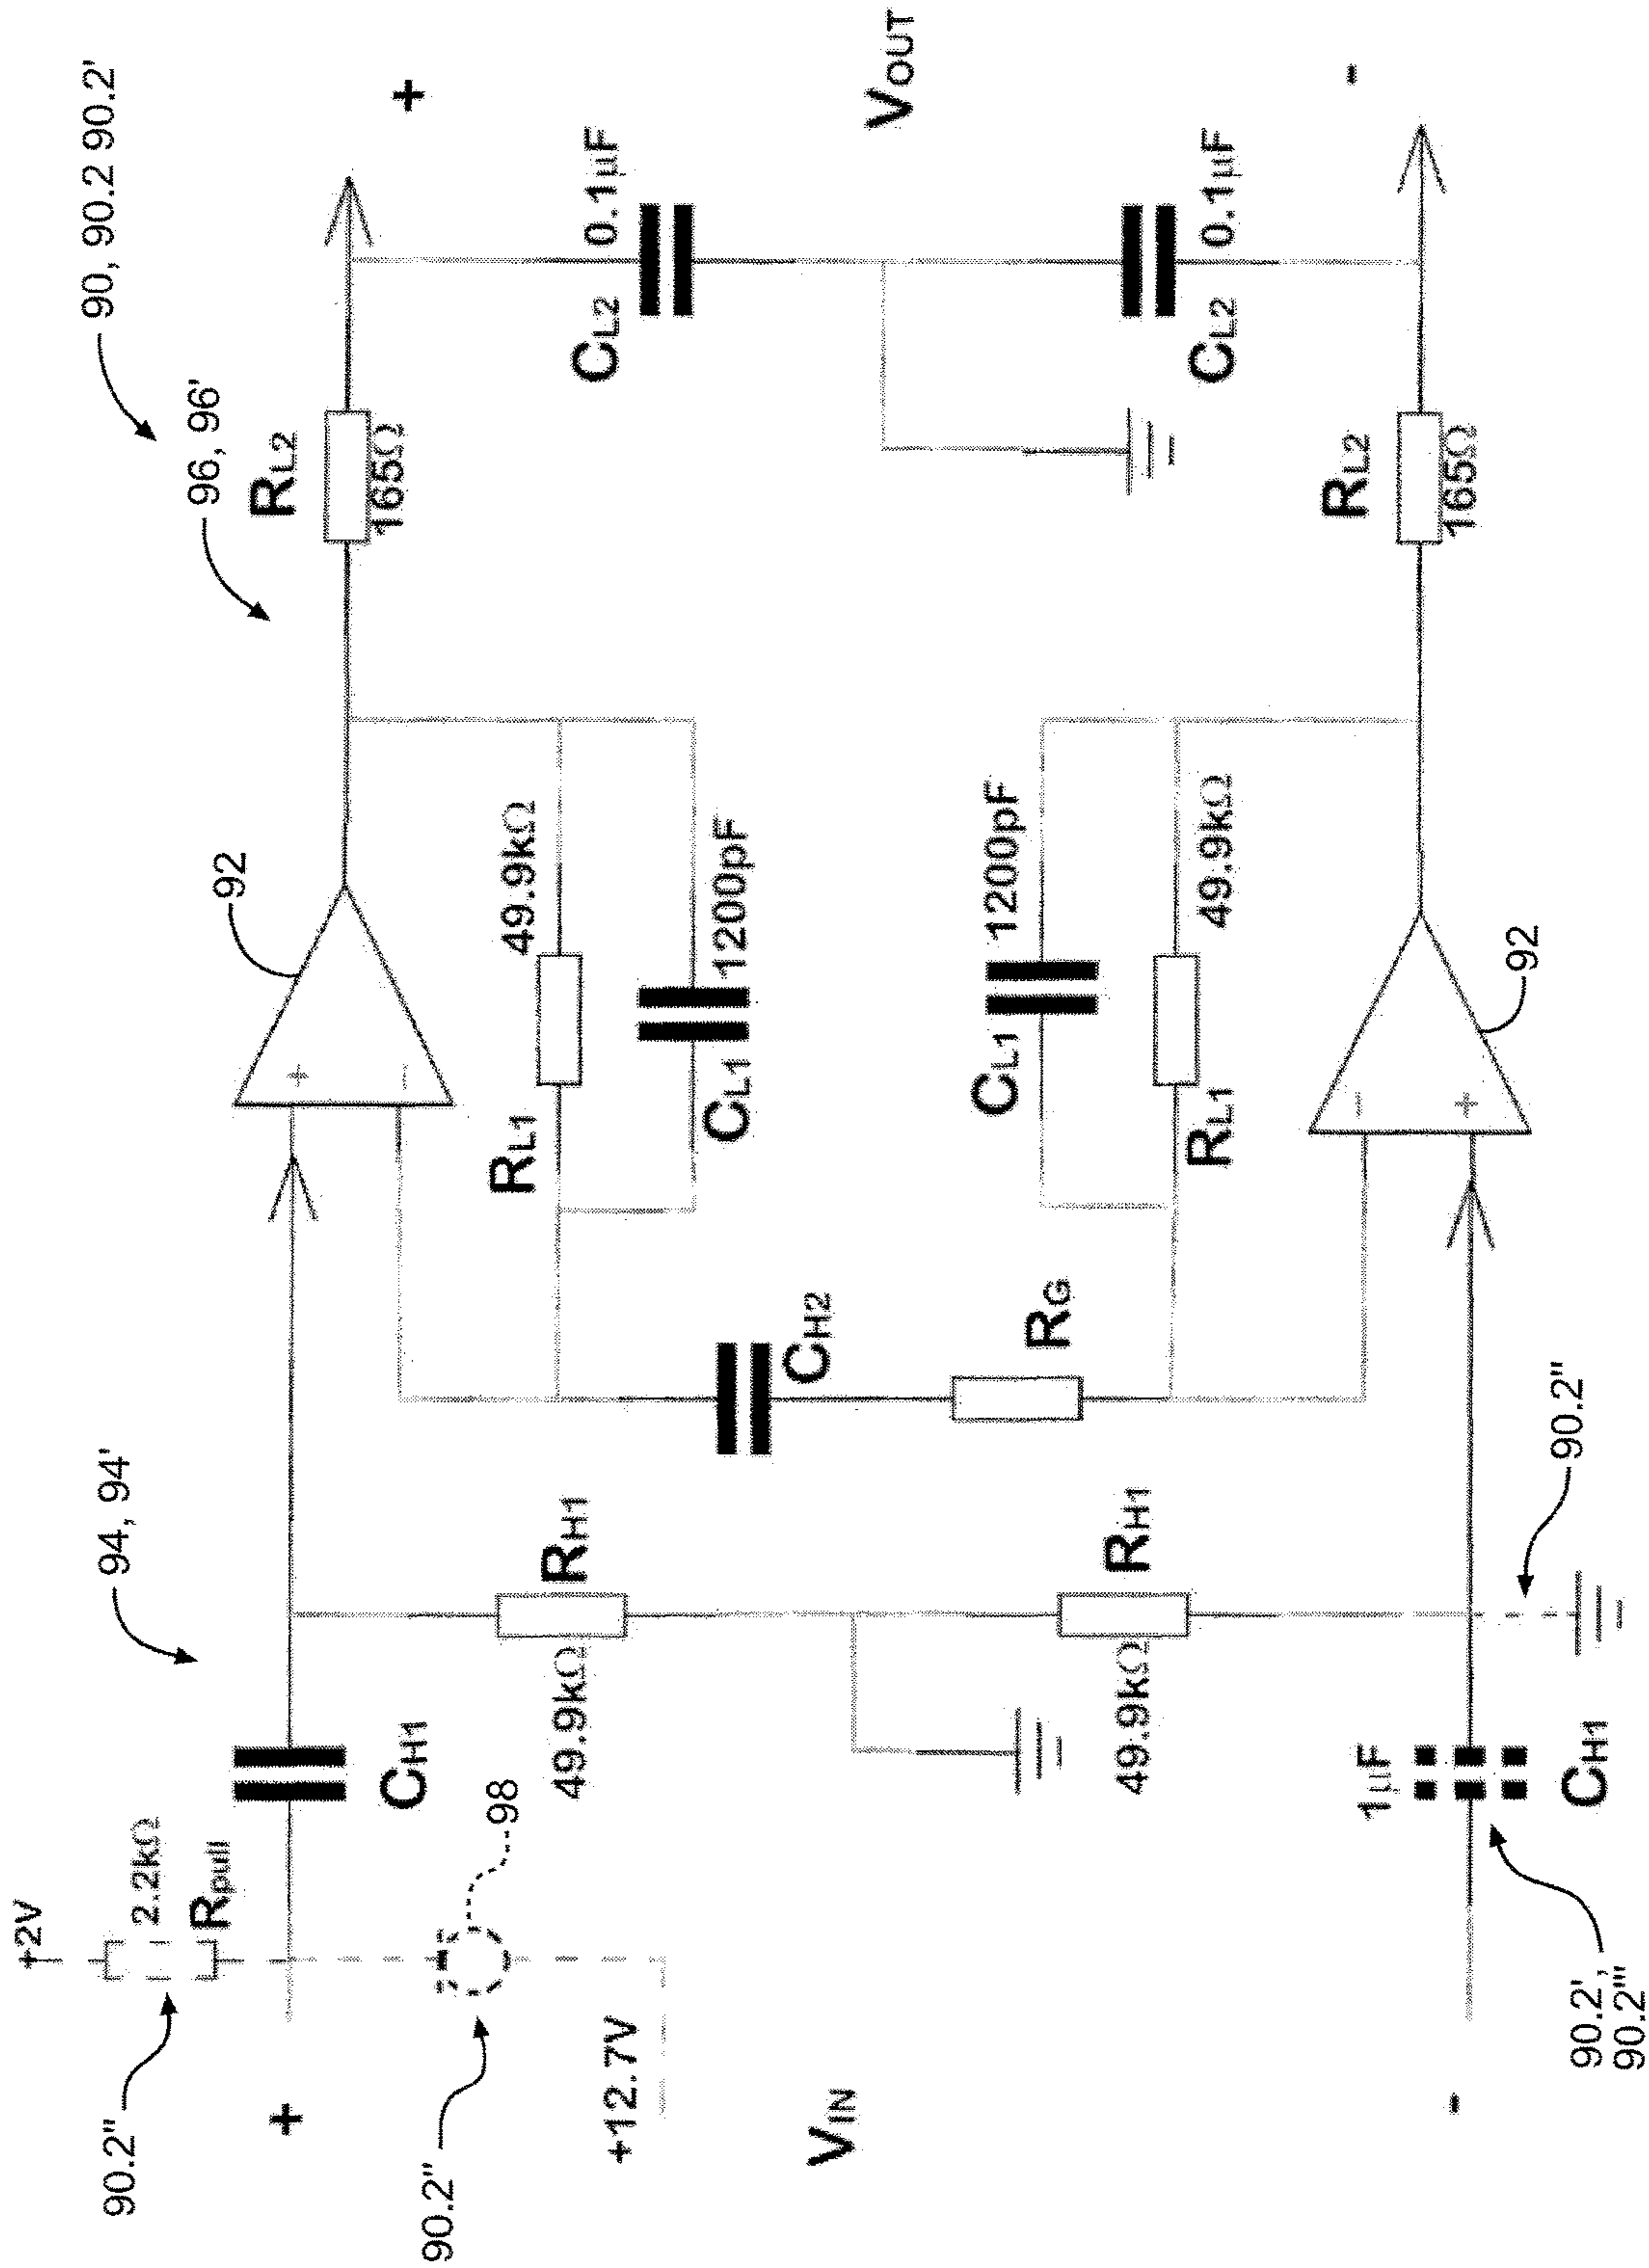 90, 90.2 90.2'
96, 96'
94, 94'
+2V
2.2kΩ
Rpull
90.2"
+
CH1
RH1
49.9kΩ
98
90.2"
+12.7V
VIN
92
+
−
RL1
49.9kΩ
CL1
1200pF
RL2
165Ω
+
CL2
0.1µF
VOUT
CH2
RG
CL1
1200pF
RL1
49.9kΩ
CL2
0.1µF
RH1
49.9kΩ
−
+
92
RL2
165Ω
-
-
1µF
CH1
90.2',
90.2'''
90.2"